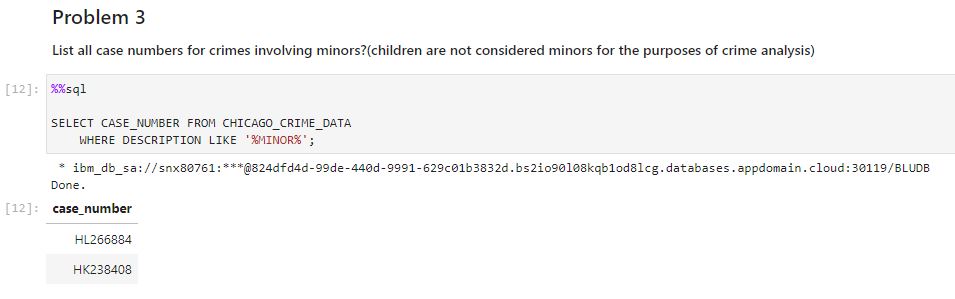 Problem 3
List all case numbers for crimes involving minors?(children are not considered minors for the purposes of crime analysis)
[12]: %%sql
SELECT CASE_NUMBER FROM CHICAGO_CRIME_DATA
WHERE DESCRIPTION LIKE '%MINOR%';
* ibm_db_sa://snx80761:***@824dfd4d-99de-440d-9991-629c01b3832d.bs2io90l08kqb1od8lcg.databases.appdomain.cloud:30119/BLUDB
Done.
[12]: case_number
HL266884
HK238408